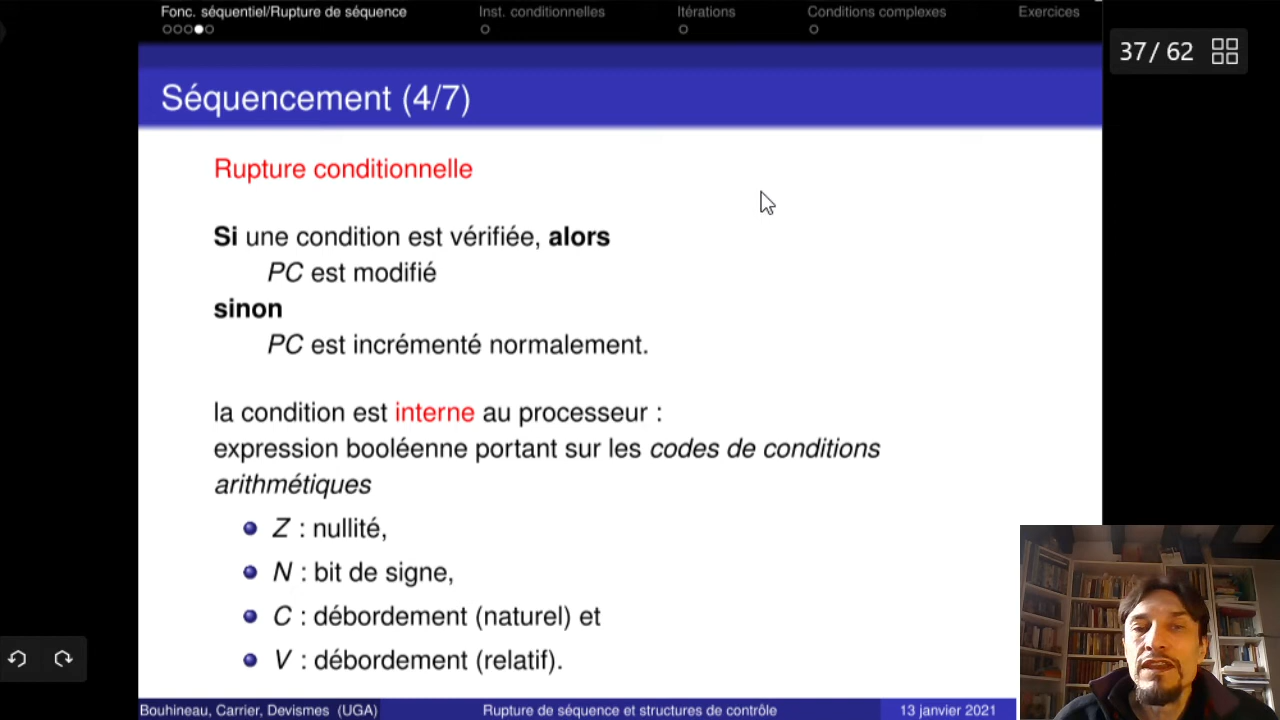 Fonc. séquentiel/Rupture de séquence
Inst. conditionnelles
Itérations
Conditions complexes
Exercices
37/ 62
Séquencement (4/7)
Rupture conditionnelle
Si une condition est vérifiée, alors
PC est modifié
sinon
PC est incrémenté normalement.
la condition est interne au processeur :
expression booléenne portant sur les codes de conditions
arithmétiques
Z : nullité,
N : bit de signe,
C : débordement (naturel) et
V : débordement (relatif).
Bouhineau, Carrier, Devismes (UGA)
Rupture de séquence et structures de contrôle
13 janvier 2021